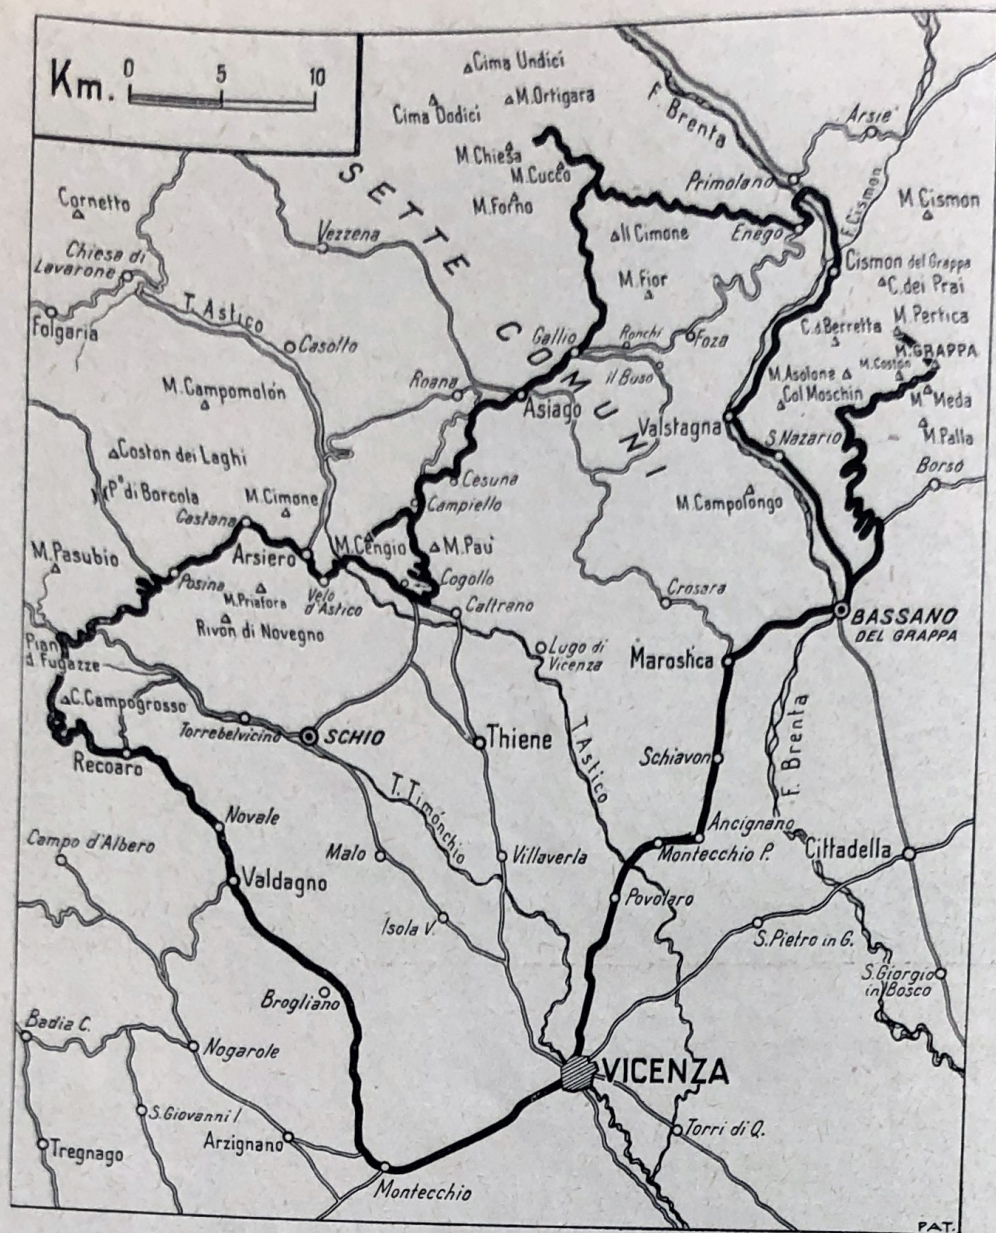 Km. 0 5 10
Cima Undici
Cima Dodici
M. Ortigara
F. Brenta
Arsie'
M. Chiesa
M. Cucco
M. Forno
Primolano
F. Cismon
M. Cismon
SETTE COMUNI
Cornetto
Vezzena
Il Cimone
Enego
Chiesa di
Lavarone
M. Fior
Cismon del Grappa
C. dei Prai
Folgaria
T. Astico
Casotto
Gallio
Ronchi
Foza
C. d. Berretta
M. Pertica
M. GRAPPA
M. Coston
il Buso
M. Asolone
Roana
M. Campomolón
Asiago
Col Moschin
M. Meda
Valstagna
M. Palla
S. Nazario
Borso
Coston dei Laghi
Cesuna
Pº di Borcola
M. Cimone
Campiello
M. Campolongo
Castana
M. Pasubio
Arsiero
M. Cengio
M. Paù
Posina
M. Priafora
Velo
d'Astico
Cogollo
Caltrano
Crosara
Rivón di Novegno
BASSANO
DEL GRAPPA
Pian
d. Fugazze
Lugo di
Vicenza
Marostica
C. Campogrosso
Torrebelvicino
SCHIO
Thiene
T. Astico
F. Brenta
Recoaro
Schiavon
T. Timónchio
Novale
Ancignano
Campo d'Albero
Malo
Villaverla
Montecchio P.
Cittadella
Valdagno
Povolaro
Isola V.
S. Pietro in G.
Brogliano
S. Giorgio
in Bosco
Badia C.
Nogarole
VICENZA
S. Giovanni I
Arzignano
Torri di Q.
Tregnago
Montecchio
PAT.